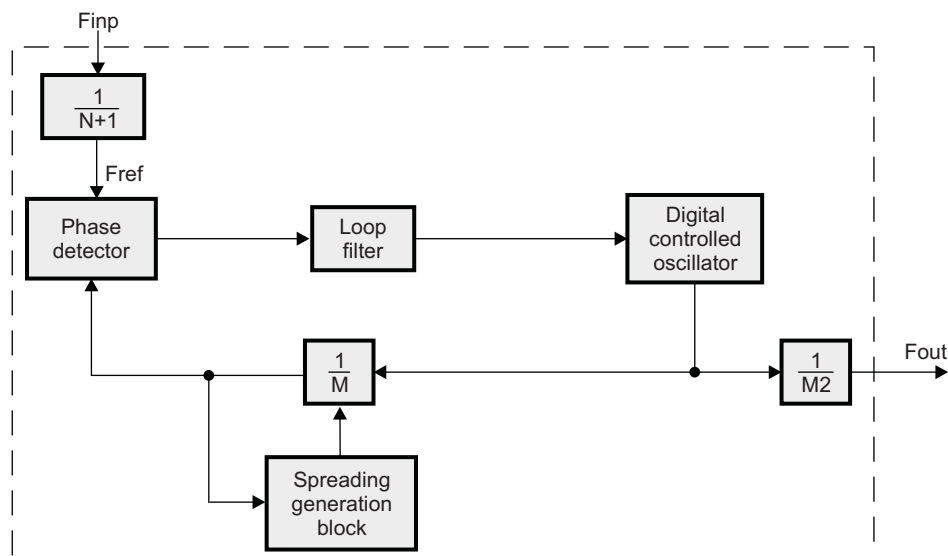 Finp
1
N+1
Fref
Phase
detector
Loop
filter
Digital
controlled
oscillator
1
M
1
M2
Fout
Spreading
generation
block